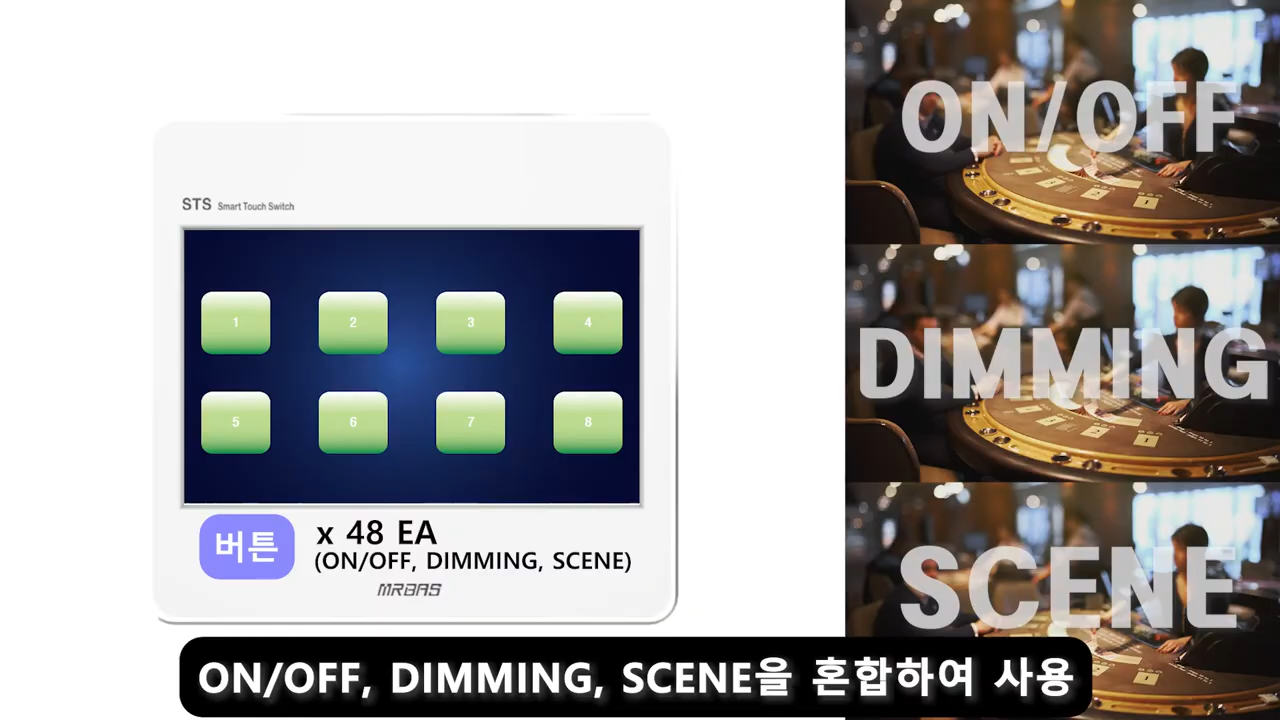 STS Smart Touch Switch
1 2 3 4
5 6 7 8
버튼 x 48 EA
(ON/OFF, DIMMING, SCENE)
MRBAS
ON/OFF
DIMMING
SCENE
ON/OFF, DIMMING, SCENE을 혼합하여 사용